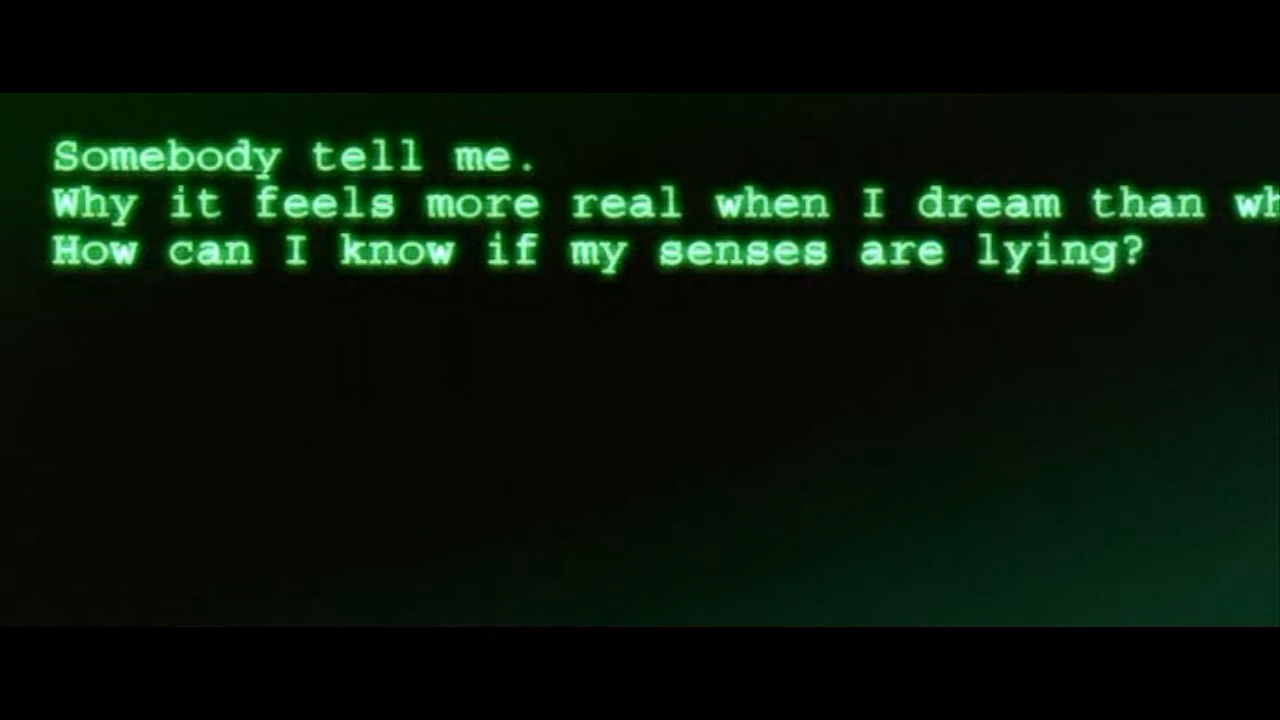 Somebody tell me.
Why it feels more real when I dream than wh
How can I know if my senses are lying?